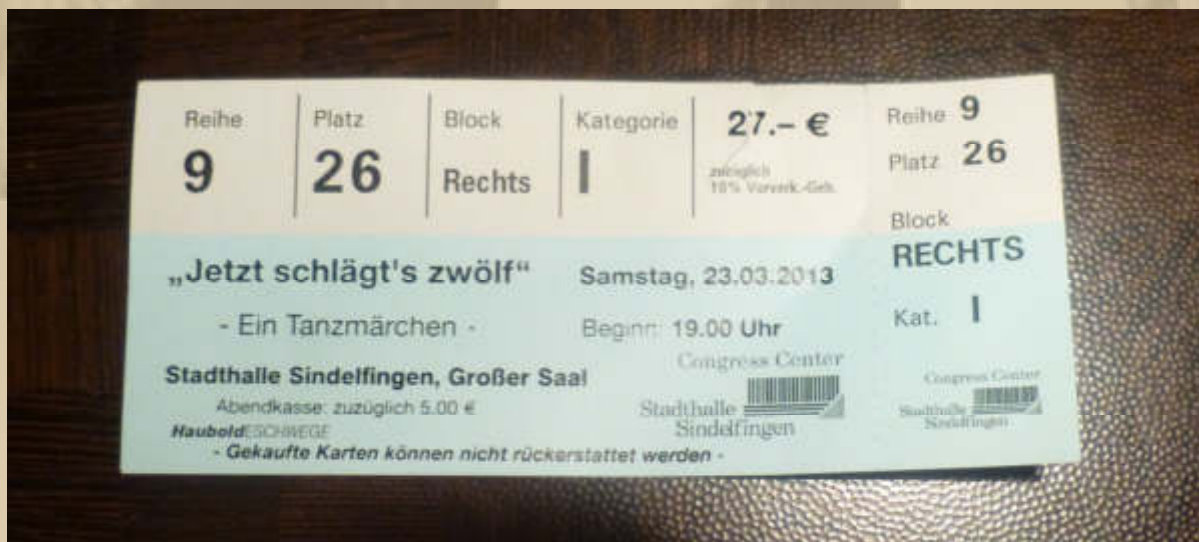 Reihe
9
Platz
26
Block
Rechts
Kategorie
I
27.– €
zuzüglich
10% Vorverk.-Geb.
„Jetzt schlägt's zwölf“
- Ein Tanzmärchen -
Samstag, 23.03.2013
Beginn: 19.00 Uhr
Stadthalle Sindelfingen, Großer Saal
Abendkasse: zuzüglich 5.00 €
HauboldESCHWEGE
- Gekaufte Karten können nicht rückerstattet werden -
Congress Center
Stadthalle
Sindelfingen
Reihe 9
Platz 26
Block
RECHTS
Kat. I
Congress Center
Stadthalle
Sindelfingen